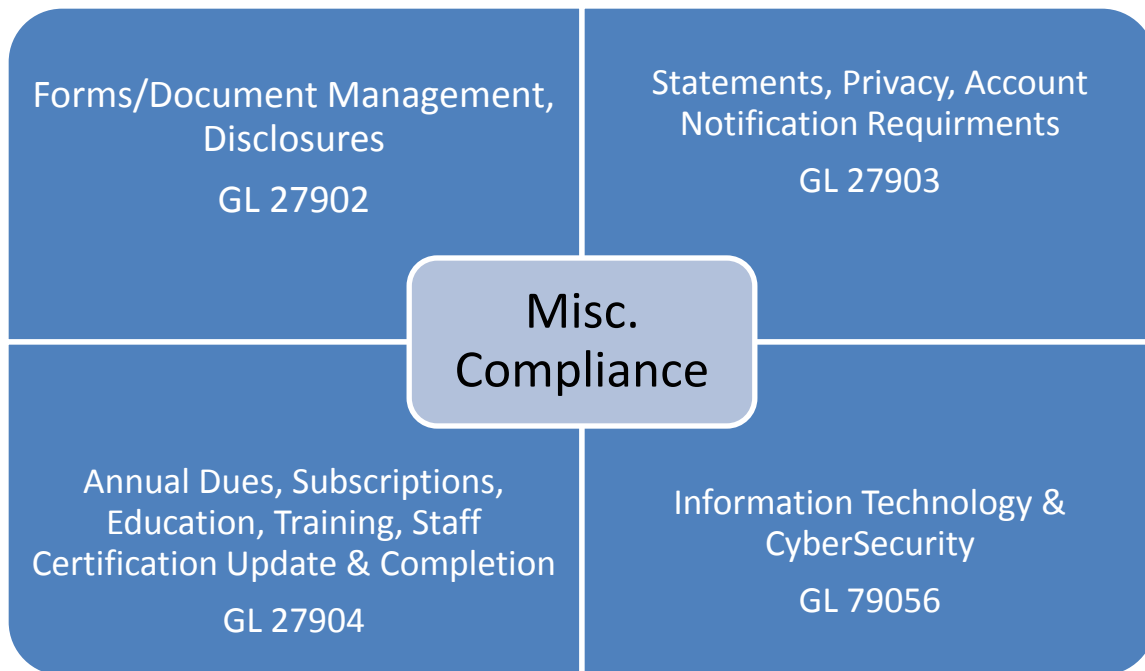 Forms/Document Management,
Disclosures
GL 27902
Statements, Privacy, Account
Notification Requirments
GL 27903
Misc.
Compliance
Annual Dues, Subscriptions,
Education, Training, Staff
Certification Update & Completion
GL 27904
Information Technology &
CyberSecurity
GL 79056